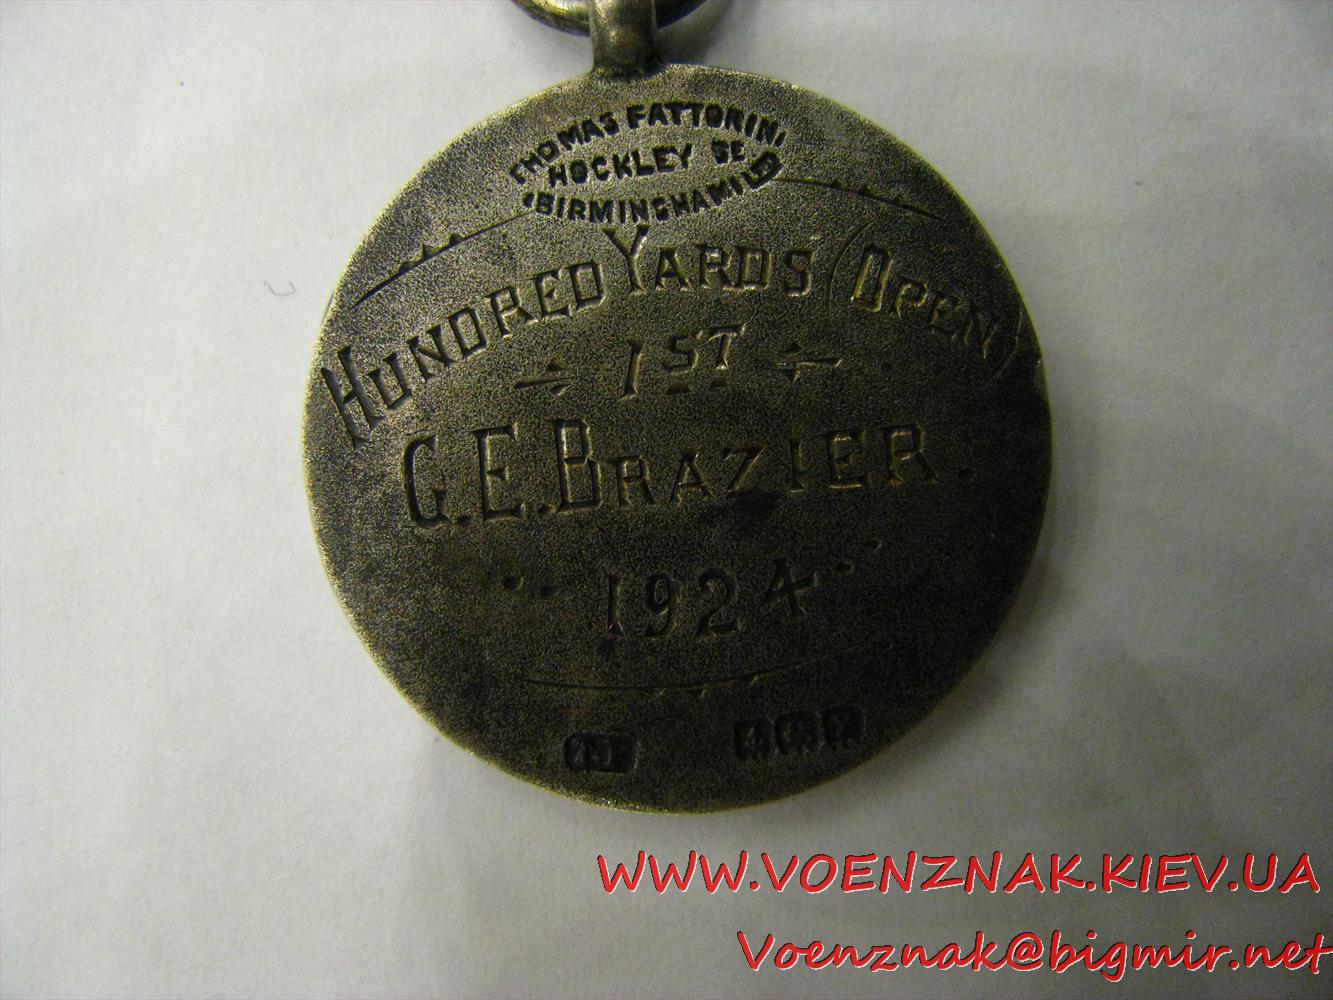 THOMAS FATTORINI
HOCKLEY ST
BIRMINGHAM
HUNDRED YARDS (OPEN)
1ST
G.E. BRAZIER.
1924
WWW.VOENZNAK.KIEV.UA
Voenznak@bigmir.net